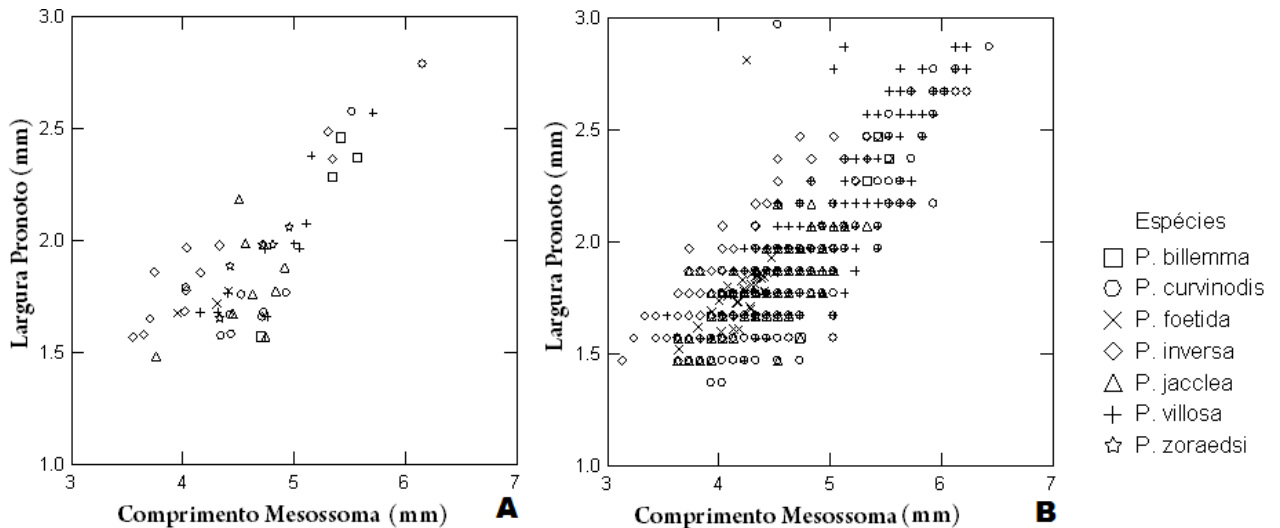 3.0
2.5
2.0
1.5
1.0
Largura Pronoto (mm)
3 4 5 6 7
Comprimento Mesossoma (mm)
A
3.0
2.5
2.0
1.5
1.0
Largura Pronoto (mm)
3 4 5 6 7
Comprimento Mesossoma (mm)
B
Espécies
P. billemma
P. curvinodis
P. foetida
P. inversa
P. jacclea
P. villosa
P. zoraedsi